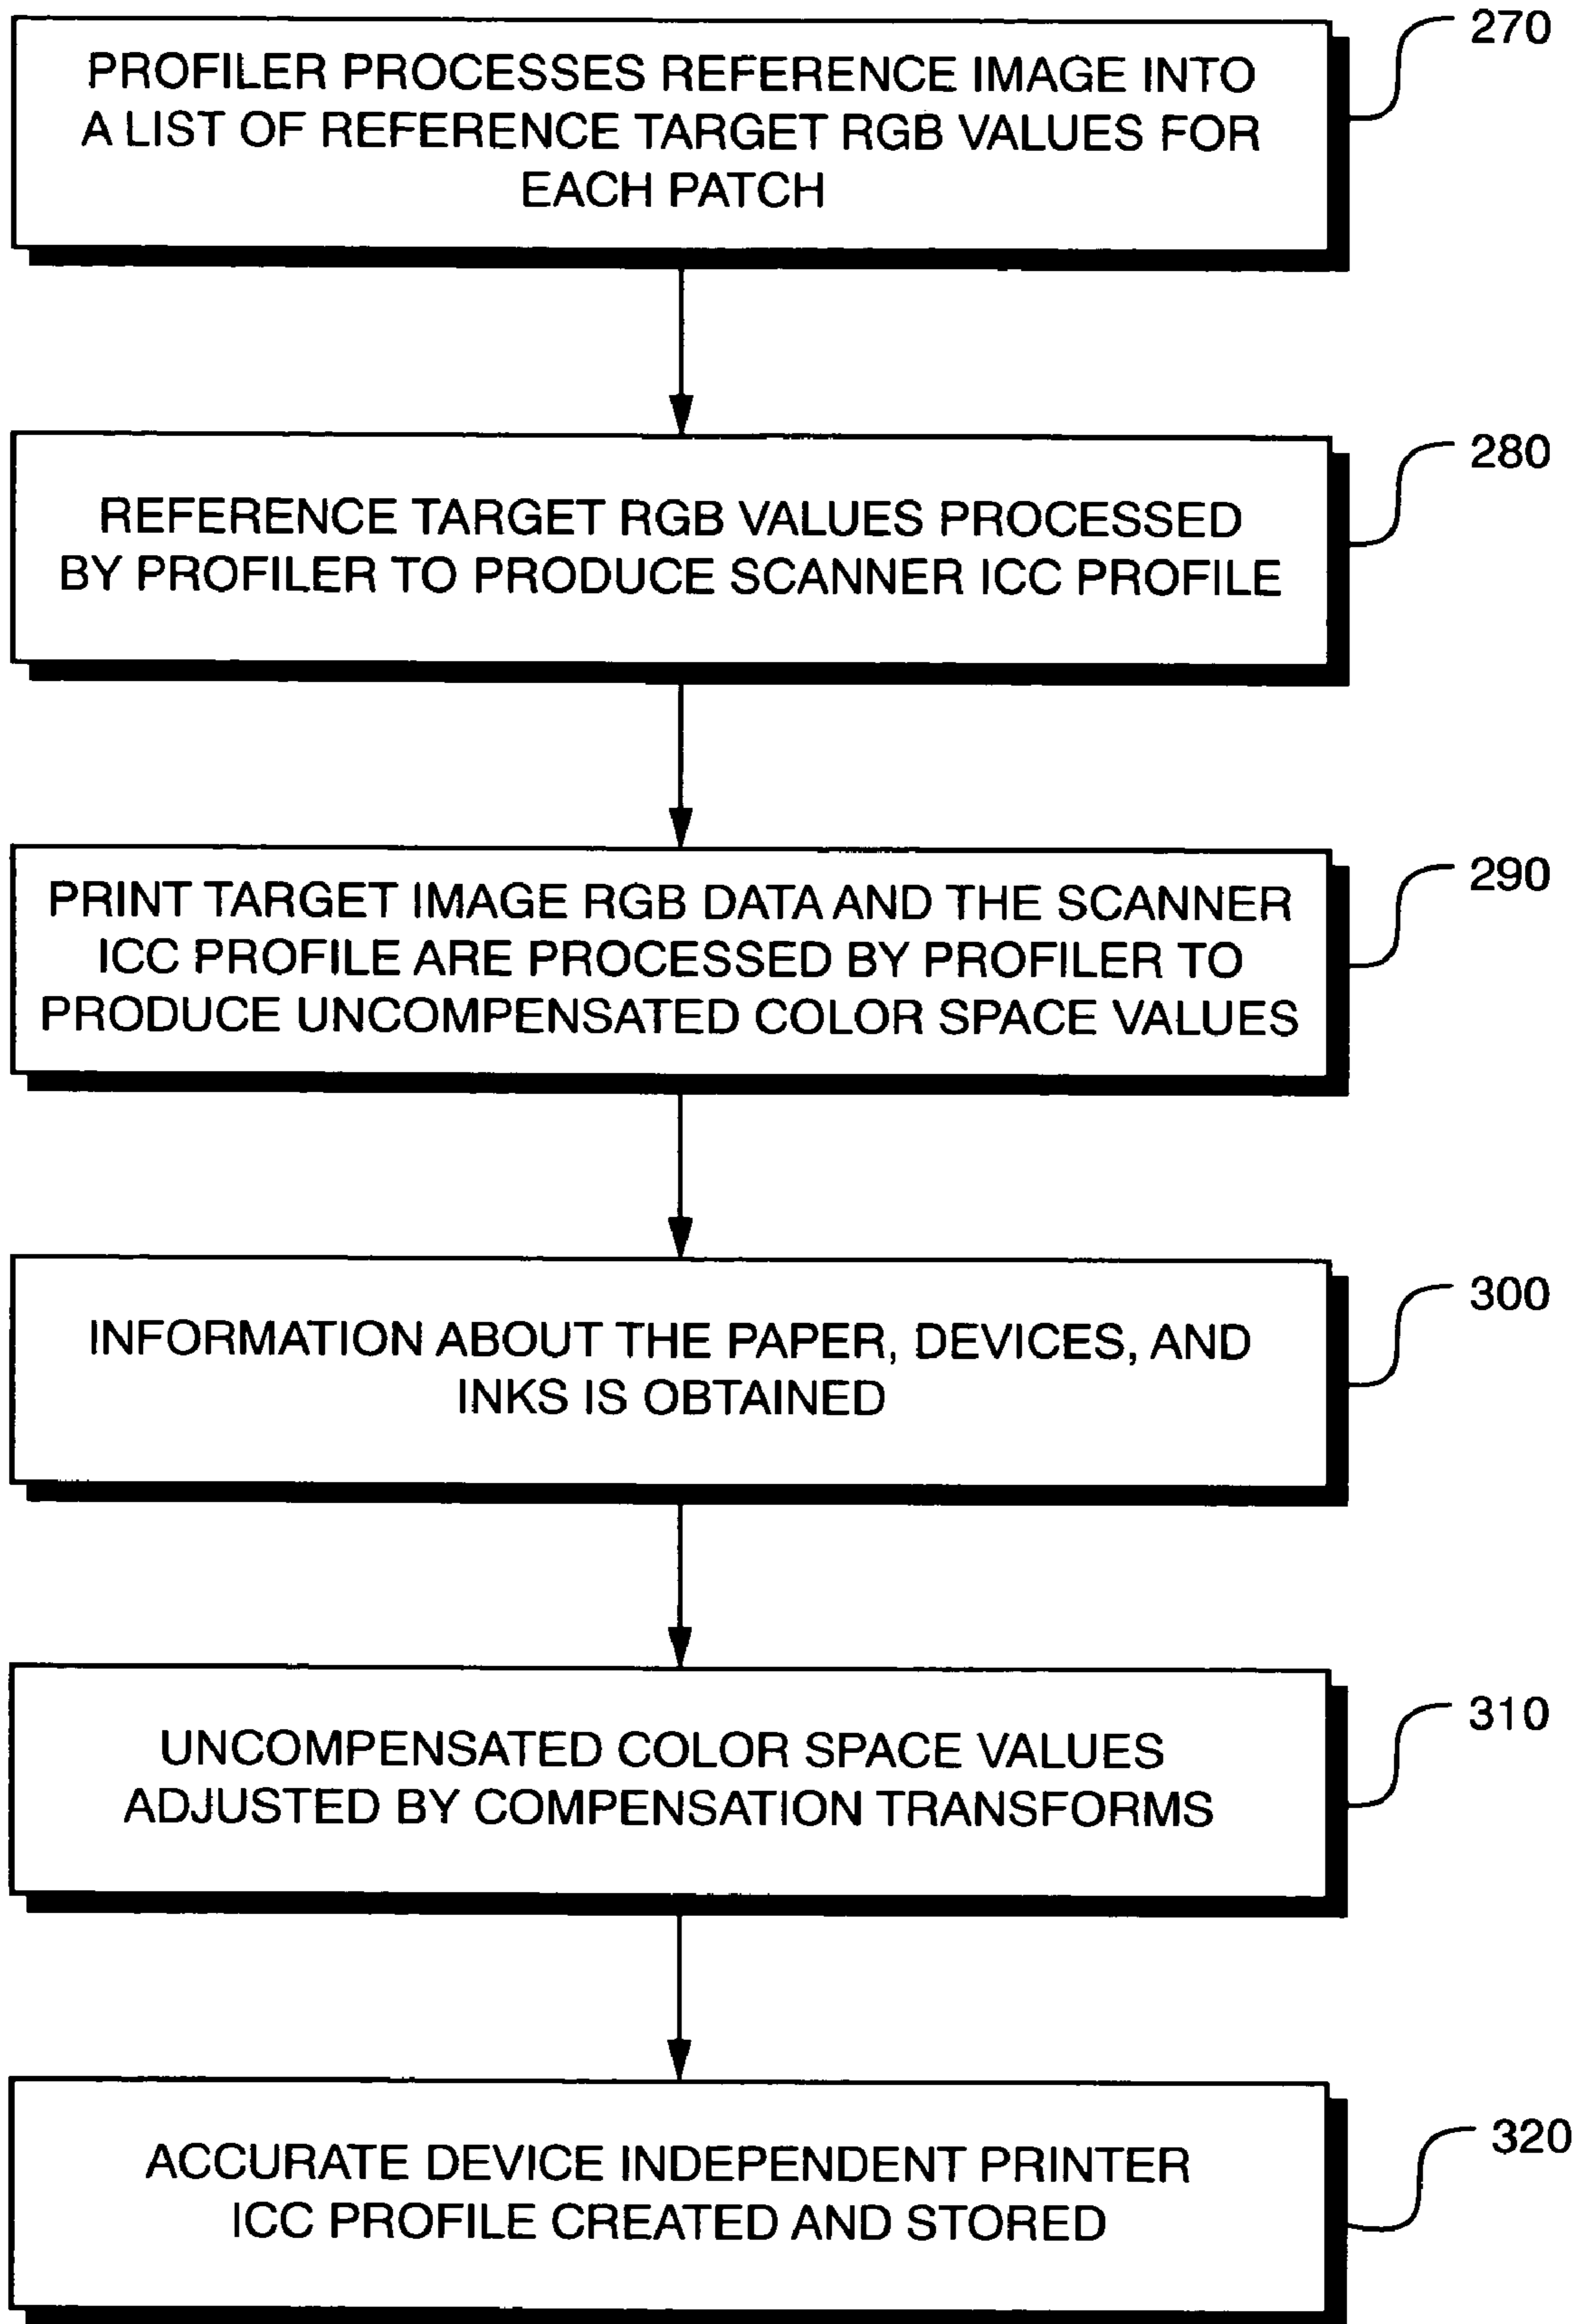 270
PROFILER PROCESSES REFERENCE IMAGE INTO
A LIST OF REFERENCE TARGET RGB VALUES FOR
EACH PATCH
280
REFERENCE TARGET RGB VALUES PROCESSED
BY PROFILER TO PRODUCE SCANNER ICC PROFILE
290
PRINT TARGET IMAGE RGB DATA AND THE SCANNER
ICC PROFILE ARE PROCESSED BY PROFILER TO
PRODUCE UNCOMPENSATED COLOR SPACE VALUES
300
INFORMATION ABOUT THE PAPER, DEVICES, AND
INKS IS OBTAINED
310
UNCOMPENSATED COLOR SPACE VALUES
ADJUSTED BY COMPENSATION TRANSFORMS
320
ACCURATE DEVICE INDEPENDENT PRINTER
ICC PROFILE CREATED AND STORED